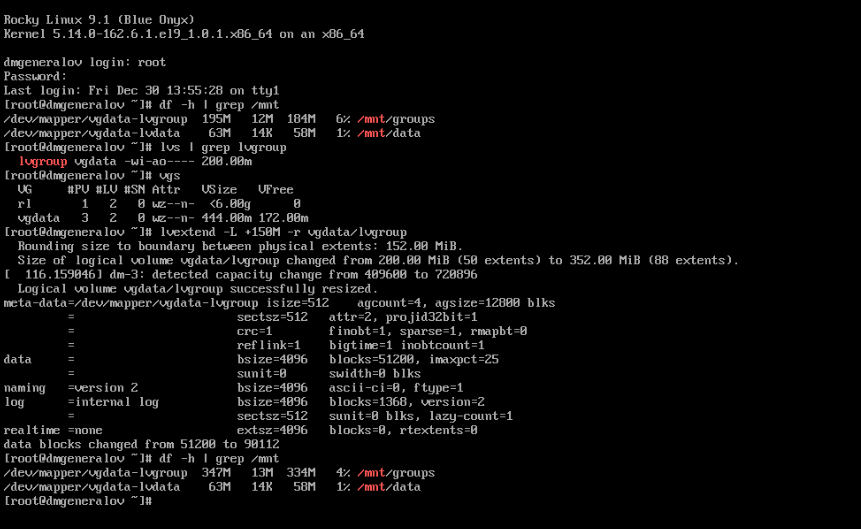 Rocky Linux 9.1 (Blue Onyx)
Kernel 5.14.0-162.6.1.el9_1.0.1.x86_64 on an x86_64
dmgeneralov login: root
Password:
Last login: Fri Dec 30 13:55:28 on tty1
[root@dmgeneralov ~]# df -h | grep /mnt
/dev/mapper/vgdata-lvgroup  195M   12M  184M   6% /mnt/groups
/dev/mapper/vgdata-lvdata    63M   14K   58M   1% /mnt/data
[root@dmgeneralov ~]# lvs | grep lvgroup
  lvgroup vgdata -wi-ao---- 200.00m
[root@dmgeneralov ~]# vgs
  VG     #PV #LV #SN Attr   VSize   VFree
  rl       1   2   0 wz--n-  <6.00g      0
  vgdata   3   2   0 wz--n- 444.00m 172.00m
[root@dmgeneralov ~]# lvextend -L +150M -r vgdata/lvgroup
  Rounding size to boundary between physical extents: 152.00 MiB.
  Size of logical volume vgdata/lvgroup changed from 200.00 MiB (50 extents) to 352.00 MiB (88 extents).
[  116.159046] dm-3: detected capacity change from 409600 to 720896
  Logical volume vgdata/lvgroup successfully resized.
meta-data=/dev/mapper/vgdata-lvgroup isize=512    agcount=4, agsize=12800 blks
         =                       sectsz=512   attr=2, projid32bit=1
         =                       crc=1        finobt=1, sparse=1, rmapbt=0
         =                       reflink=1    bigtime=1 inobtcount=1
data     =                       bsize=4096   blocks=51200, imaxpct=25
         =                       sunit=0      swidth=0 blks
naming   =version 2              bsize=4096   ascii-ci=0, ftype=1
log      =internal log           bsize=4096   blocks=1368, version=2
         =                       sectsz=512   sunit=0 blks, lazy-count=1
realtime =none                   extsz=4096   blocks=0, rtextents=0
data blocks changed from 51200 to 90112
[root@dmgeneralov ~]# df -h | grep /mnt
/dev/mapper/vgdata-lvgroup  347M   13M  334M   4% /mnt/groups
/dev/mapper/vgdata-lvdata    63M   14K   58M   1% /mnt/data
[root@dmgeneralov ~]#